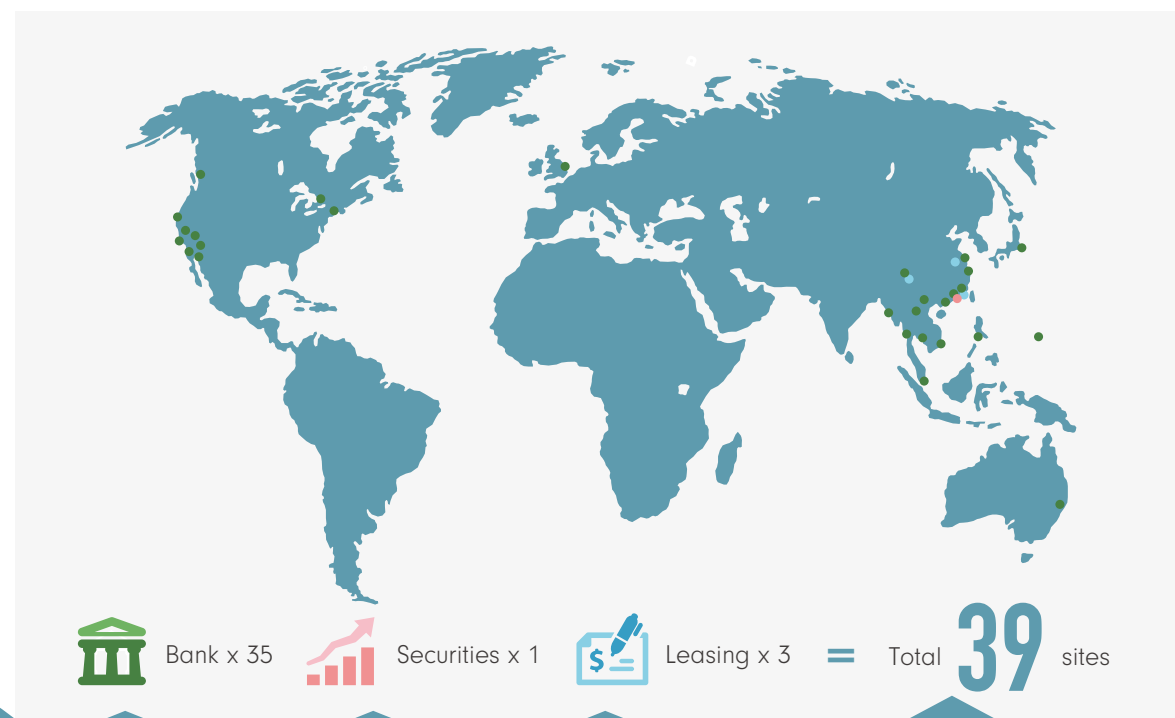 Bank x 35 Securities x 1 $ Leasing x 3 = Total 39 sites